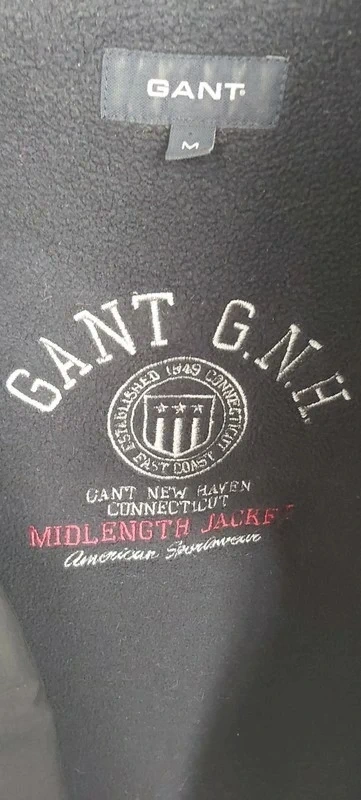 GANT
M
GANT G.N.H
ESTABLISHED 1949 CONNECTICUT
EAST COAST
GANT NEW HAVEN
CONNECTICUT
MIDLENGTH JACKET
American Sportswear